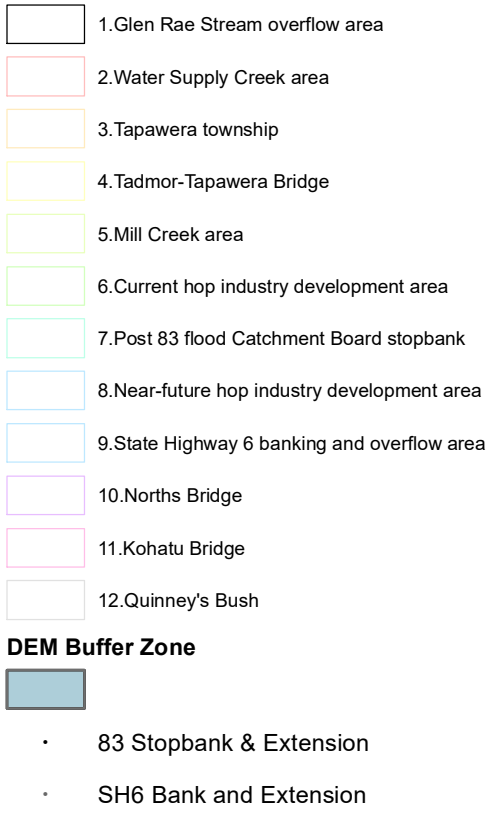 1.Glen Rae Stream overflow area
2.Water Supply Creek area
3.Tapawera township
4.Tadmor-Tapawera Bridge
5.Mill Creek area
6.Current hop industry development area
7.Post 83 flood Catchment Board stopbank
8.Near-future hop industry development area
9.State Highway 6 banking and overflow area
10.Norths Bridge
11.Kohatu Bridge
12.Quinney's Bush
DEM Buffer Zone
83 Stopbank & Extension
SH6 Bank and Extension